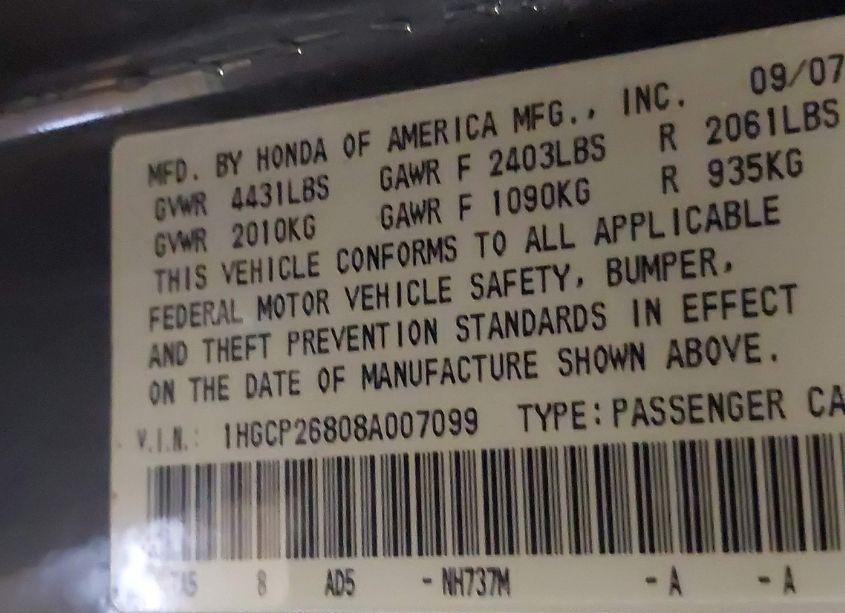 09/07
MFD. BY HONDA OF AMERICA MFG., INC.
GVWR 4431LBS GAWR F 2403LBS R 2061LBS
GVWR 2010KG GAWR F 1090KG R 935KG
THIS VEHICLE CONFORMS TO ALL APPLICABLE
FEDERAL MOTOR VEHICLE SAFETY, BUMPER,
AND THEFT PREVENTION STANDARDS IN EFFECT
ON THE DATE OF MANUFACTURE SHOWN ABOVE.
V.I.N.: 1HGCP26808A007099 TYPE:PASSENGER CA
8 AD5 - NH737M - A - A